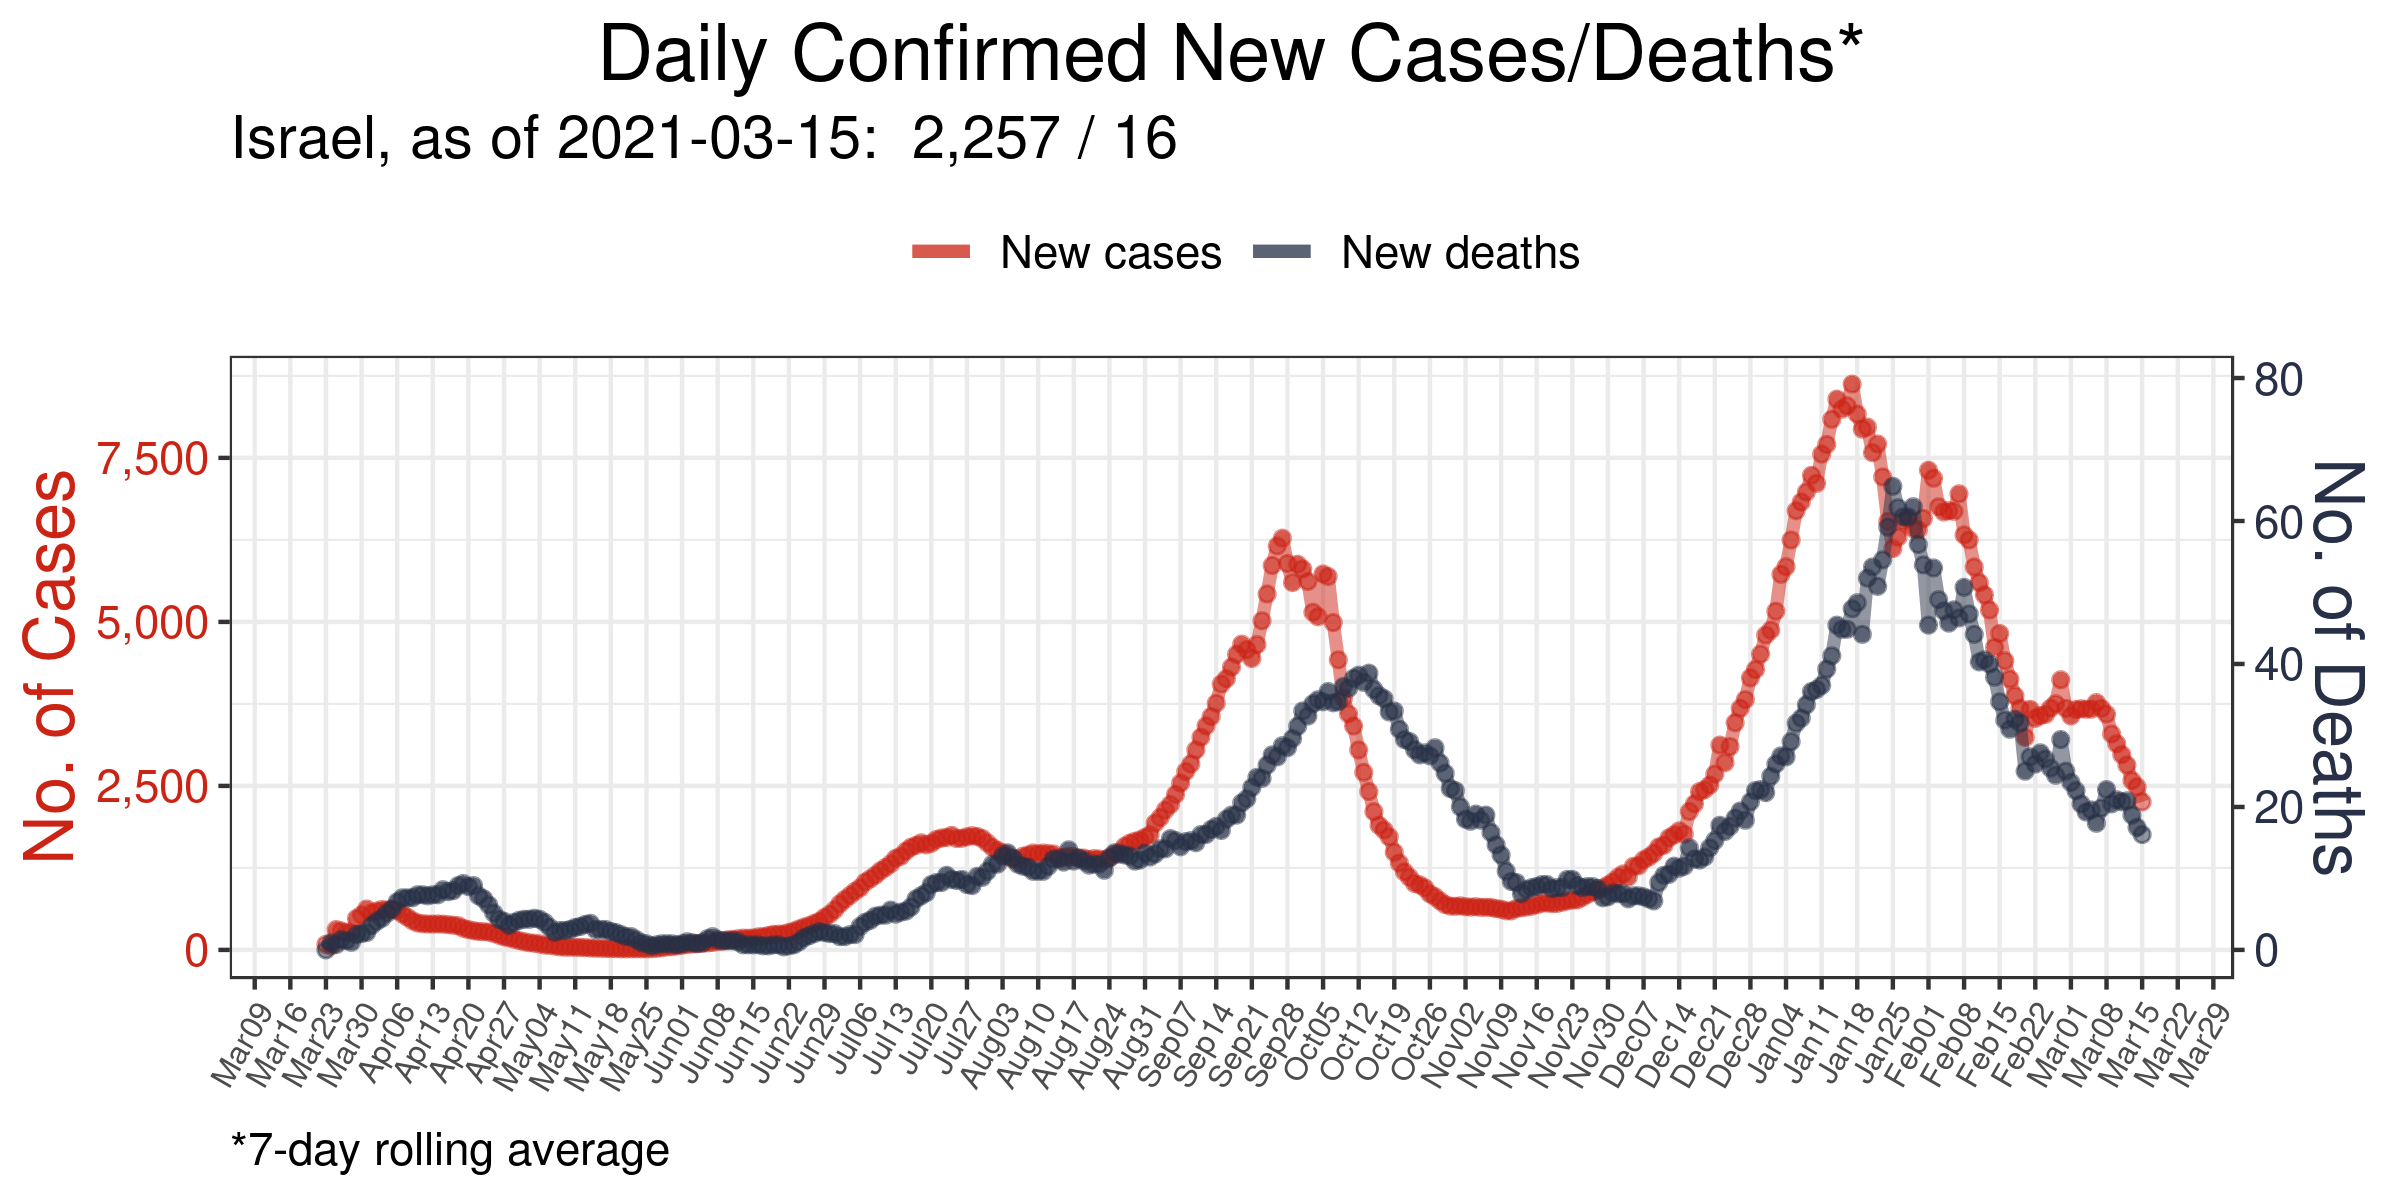 Daily Confirmed New Cases/Deaths*
Israel, as of 2021-03-15:  2,257 / 16
New cases
New deaths
No. of Cases
7,500
5,000
2,500
0
80
60
40
20
0
No. of Deaths
Mar09
Mar16
Mar23
Mar30
Apr06
Apr13
Apr20
Apr27
May04
May11
May18
May25
Jun01
Jun08
Jun15
Jun22
Jun29
Jul06
Jul13
Jul20
Jul27
Aug03
Aug10
Aug17
Aug24
Aug31
Sep07
Sep14
Sep21
Sep28
Oct05
Oct12
Oct19
Oct26
Nov02
Nov09
Nov16
Nov23
Nov30
Dec07
Dec14
Dec21
Dec28
Jan04
Jan11
Jan18
Jan25
Feb01
Feb08
Feb15
Feb22
Mar01
Mar08
Mar15
Mar22
Mar29
*7-day rolling average